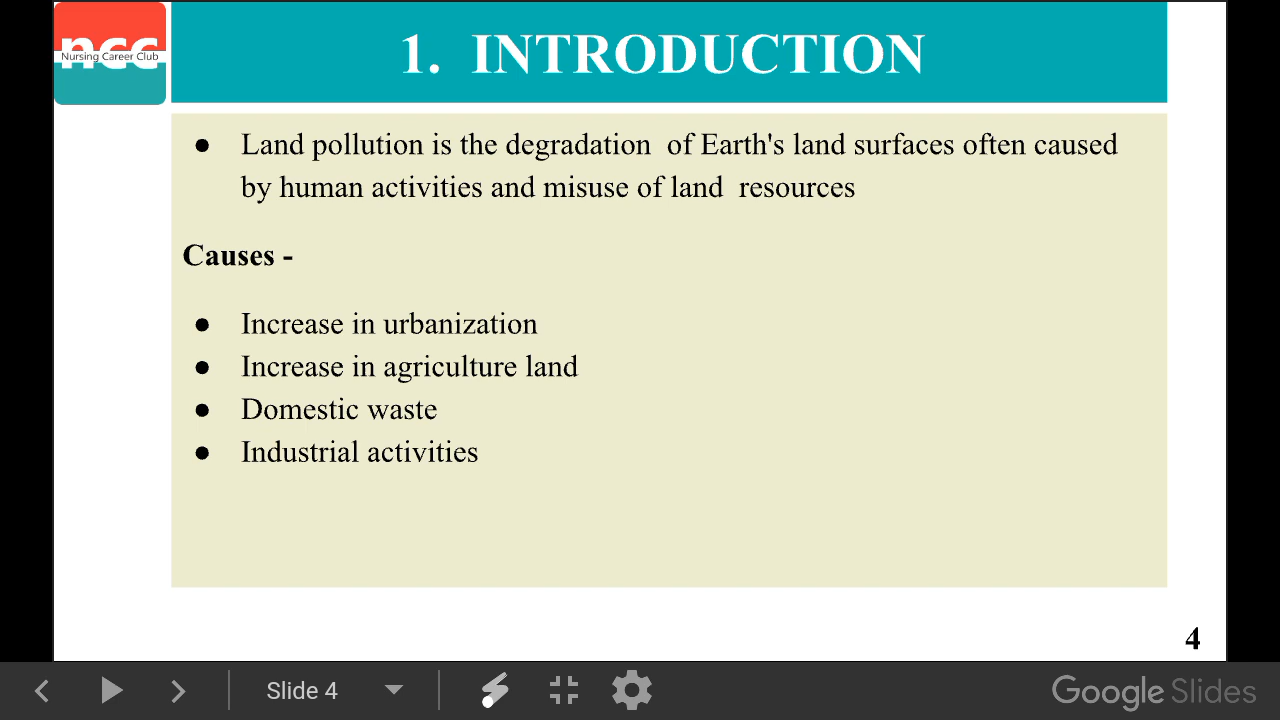 ncc
Nursing Career Club
1. INTRODUCTION
● Land pollution is the degradation  of Earth's land surfaces often caused
by human activities and misuse of land  resources
Causes -
● Increase in urbanization
● Increase in agriculture land
● Domestic waste
● Industrial activities
4
Slide 4
Google Slides